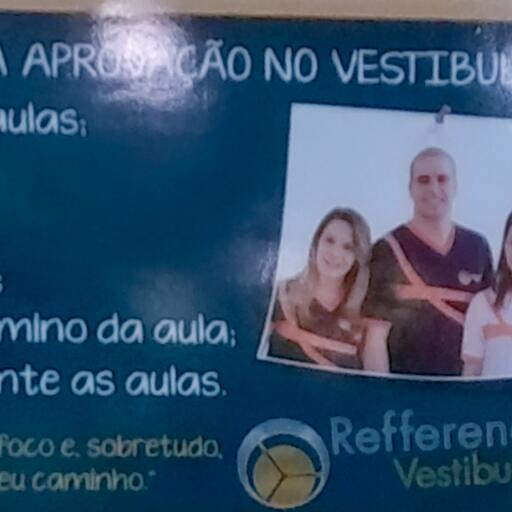 A APROVAÇÃO NO VESTIBUL
aulas;
mino da aula;
nte as aulas.
foco e, sobretudo,
eu caminho."
Refferen
Vestibu